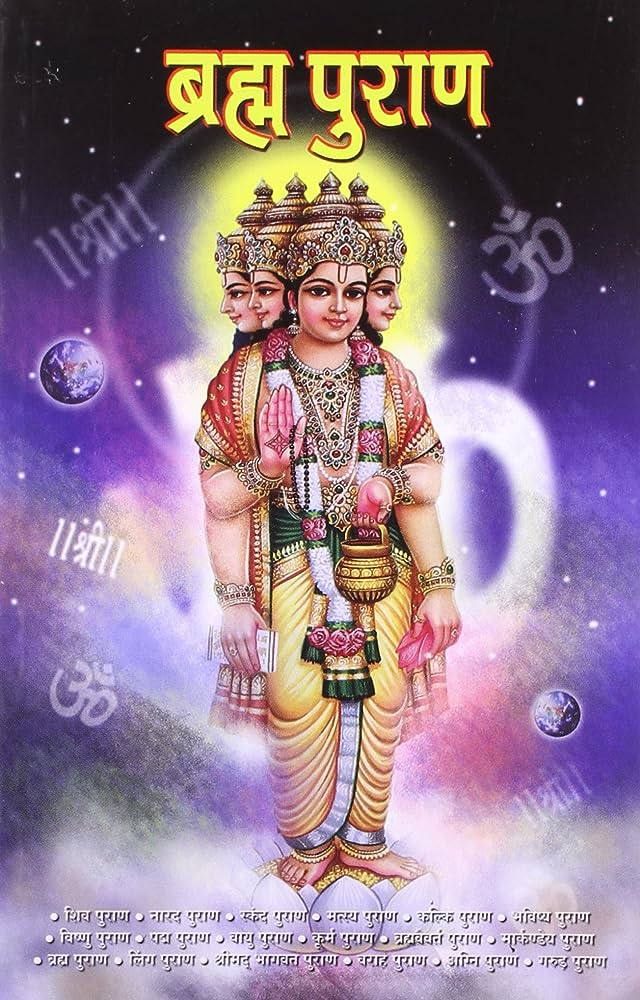 ब्रह्म पुराण
॥श्री॥
ॐ
॥श्रीं॥
ॐ
॥श्री॥
• शिव पुराण • नारद पुराण • स्कंद पुराण • मत्स्य पुराण • कल्कि पुराण • भविष्य पुराण
• विष्णु पुराण • पद्म पुराण • वायु पुराण • कूर्म पुराण • ब्रह्मवैवर्त पुराण • मार्कण्डेय पुराण
• ब्रह्म पुराण • लिंग पुराण • श्रीमद् भागवत पुराण • वराह पुराण • अग्नि पुराण • गरुड़ पुराण